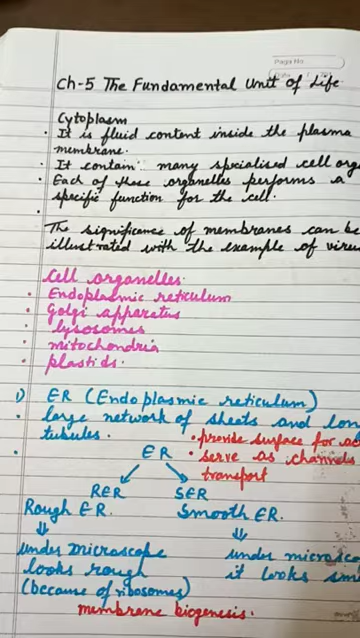 Page No.
Ch-5 The Fundamental Unit of Life
Cytoplasm
• It is fluid content inside the plasma
membrane.
• It contain many specialised cell
• Each of these organelles performs a
specific function for the cell.
•
The significance of membranes can be
illustrated with the example of
Cell organelles.
• Endoplasmic reticulum
• Golgi apparatus
• lysosomes
• mitochondria
• plastids.
1) ER (Endoplasmic reticulum)
• large network of sheets and
tubules. • provide surface for
• ER • serve as channels
transport
RER SER
Rough ER. Smooth ER.
under microscope under
looks rough it looks
(because of ribosomes)
membrane biogenesis.